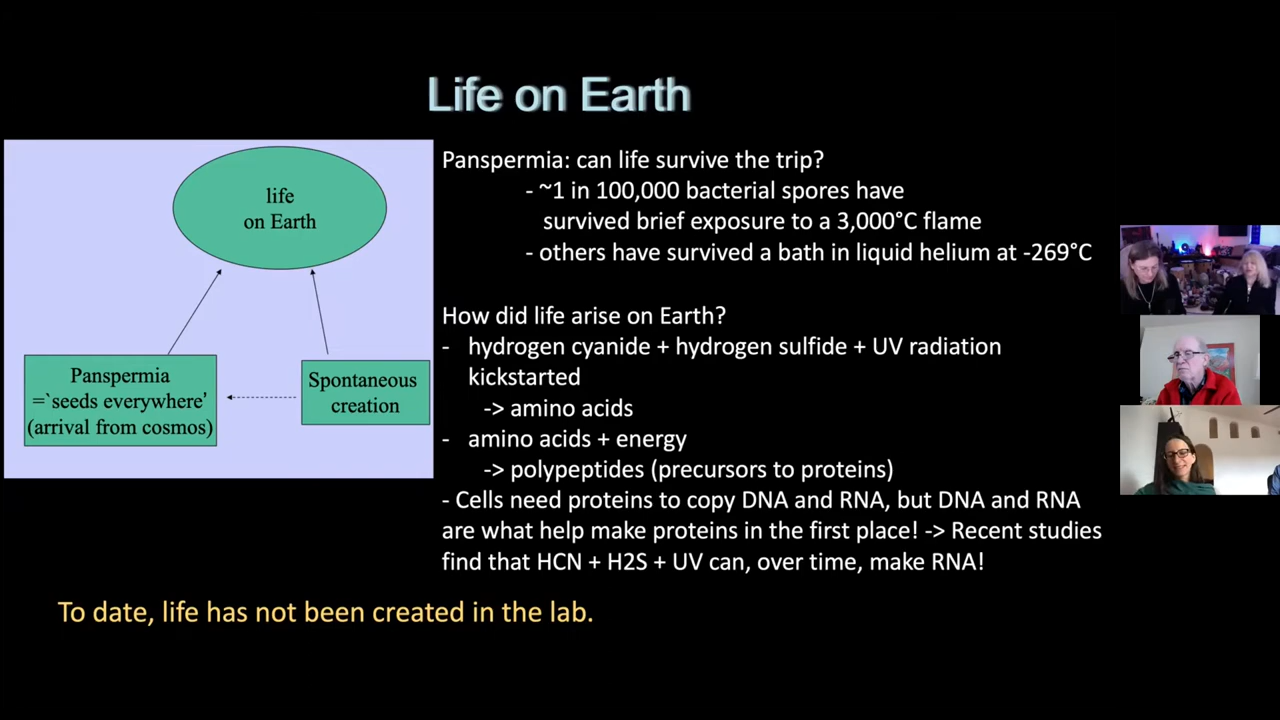 Life on Earth
life
on Earth
Panspermia
=`seeds everywhere’
(arrival from cosmos)
Spontaneous
creation
Panspermia: can life survive the trip?
- ~1 in 100,000 bacterial spores have
survived brief exposure to a 3,000°C flame
- others have survived a bath in liquid helium at -269°C
How did life arise on Earth?
- hydrogen cyanide + hydrogen sulfide + UV radiation
kickstarted
-> amino acids
- amino acids + energy
-> polypeptides (precursors to proteins)
- Cells need proteins to copy DNA and RNA, but DNA and RNA
are what help make proteins in the first place! -> Recent studies
find that HCN + H2S + UV can, over time, make RNA!
To date, life has not been created in the lab.